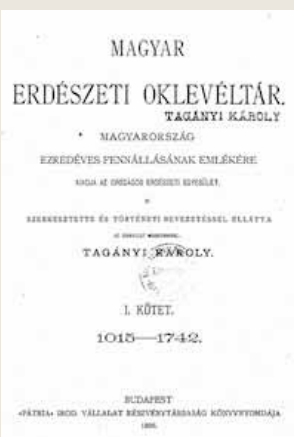 MAGYAR
ERDÉSZETI OKLEVÉLTÁR.
TAGÁNYI KÁROLY
MAGYARORSZÁG
EZREDÉVES FENNÁLLÁSÁNAK EMLÉKÉRE
KIADJA AZ ORSZÁGOS ERDÉSZETI EGYESÜLET,
SZERKESZTETTE ÉS TÖRTÉNETI BEVEZETÉSSEL ELLÁTTA
TAGÁNYI KÁROLY.
I. KÖTET.
1015—1742.
BUDAPEST
«PÁTRIA» IROD. VÁLLALAT RÉSZVÉNYTÁRSASÁG KÖNYVNYOMDÁJA
1896.